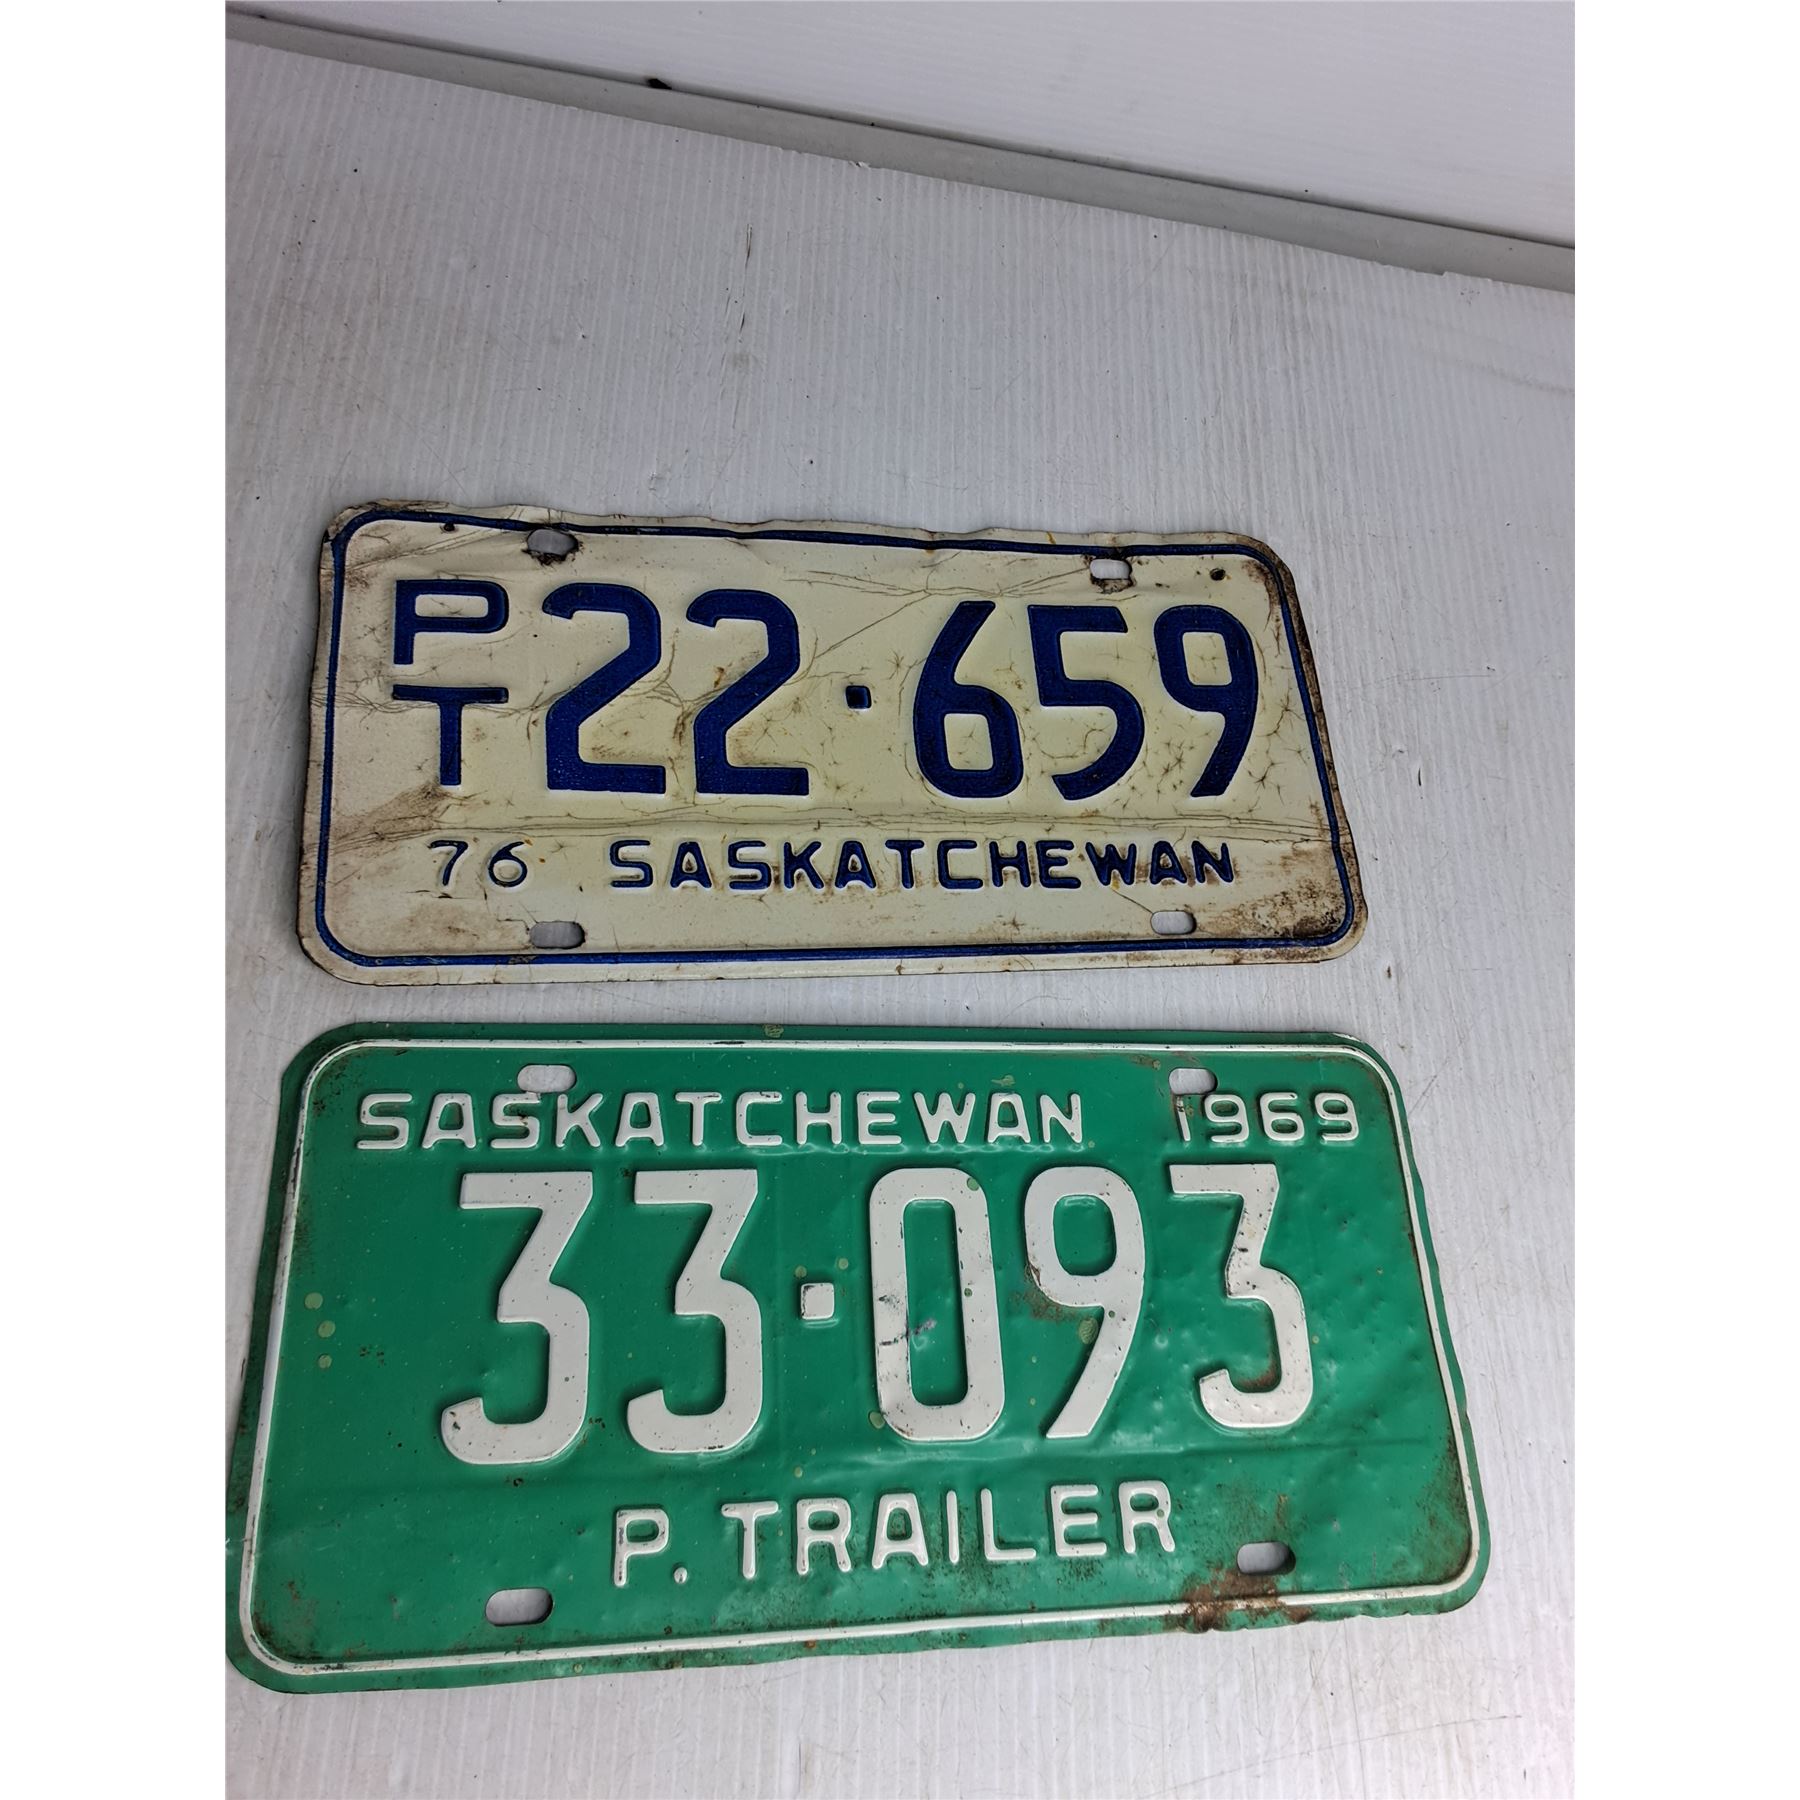 PT 22·659
76 SASKATCHEWAN
SASKATCHEWAN 1969
33·093
P. TRAILER